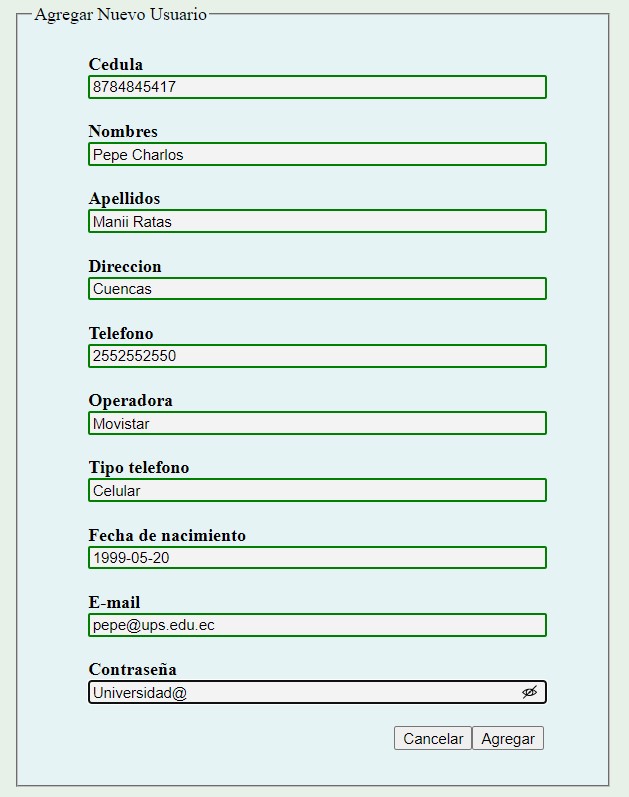 Agregar Nuevo Usuario
Cedula
8784845417
Nombres
Pepe Charlos
Apellidos
Manii Ratas
Direccion
Cuencas
Telefono
2552552550
Operadora
Movistar
Tipo telefono
Celular
Fecha de nacimiento
1999-05-20
E-mail
pepe@ups.edu.ec
Contraseña
Universidad@
Cancelar Agregar